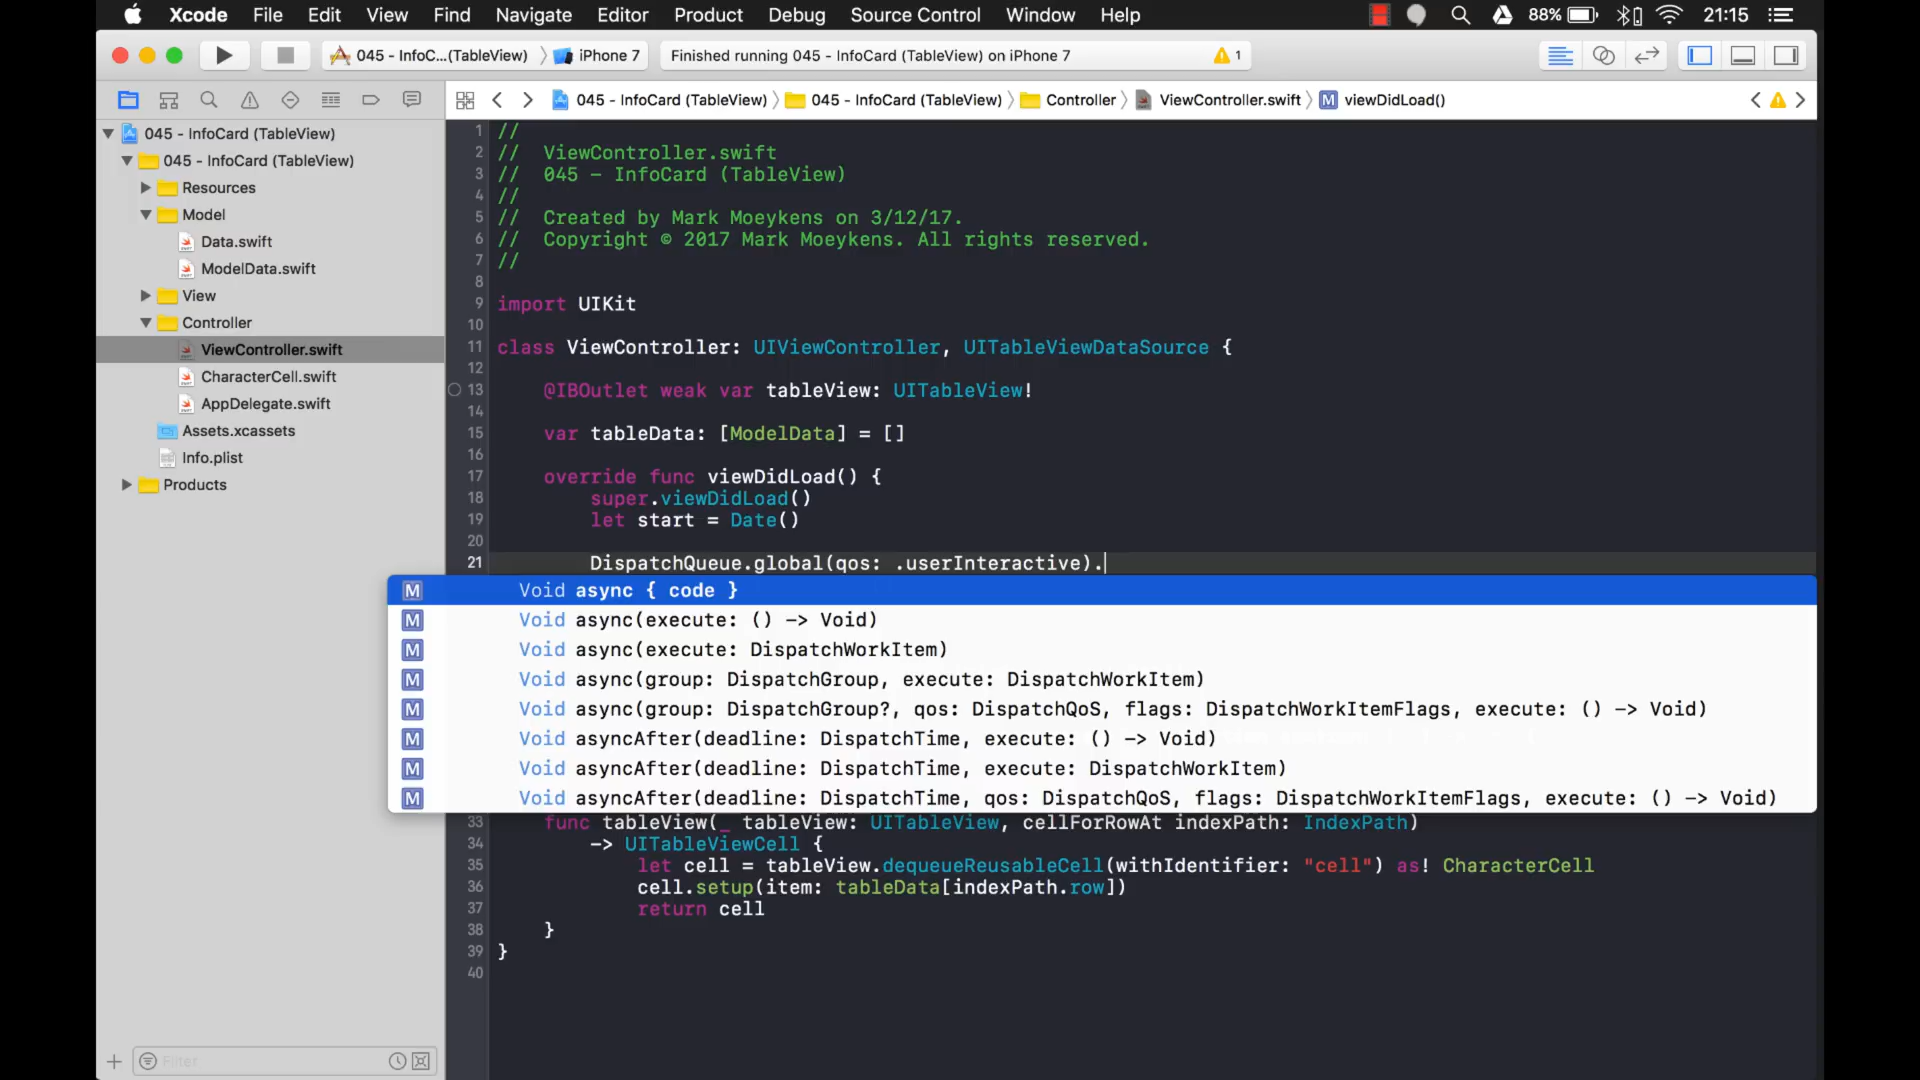 Xcode File Edit View Find Navigate Editor Product Debug Source Control Window Help 88% 21:15
045 - InfoC...(TableView) iPhone 7 Finished running 045 - InfoCard (TableView) on iPhone 7 1
045 - InfoCard (TableView) 045 - InfoCard (TableView) Controller ViewController.swift M viewDidLoad()
045 - InfoCard (TableView)
045 - InfoCard (TableView)
Resources
Model
Data.swift
ModelData.swift
View
Controller
ViewController.swift
CharacterCell.swift
AppDelegate.swift
Assets.xcassets
Info.plist
Products
Filter
1 //
2 // ViewController.swift
3 // 045 - InfoCard (TableView)
4 //
5 // Created by Mark Moeykens on 3/12/17.
6 // Copyright © 2017 Mark Moeykens. All rights reserved.
7 //
8
9 import UIKit
10
11 class ViewController: UIViewController, UITableViewDataSource {
12
13 @IBOutlet weak var tableView: UITableView!
14
15 var tableData: [ModelData] = []
16
17 override func viewDidLoad() {
18 super.viewDidLoad()
19 let start = Date()
20
21 DispatchQueue.global(qos: .userInteractive).
M Void async { code }
M Void async(execute: () -> Void)
M Void async(execute: DispatchWorkItem)
M Void async(group: DispatchGroup, execute: DispatchWorkItem)
M Void async(group: DispatchGroup?, qos: DispatchQoS, flags: DispatchWorkItemFlags, execute: () -> Void)
M Void asyncAfter(deadline: DispatchTime, execute: () -> Void)
M Void asyncAfter(deadline: DispatchTime, execute: DispatchWorkItem)
M Void asyncAfter(deadline: DispatchTime, qos: DispatchQoS, flags: DispatchWorkItemFlags, execute: () -> Void)
33 func tableView(_ tableView: UITableView, cellForRowAt indexPath: IndexPath)
34 -> UITableViewCell {
35 let cell = tableView.dequeueReusableCell(withIdentifier: "cell") as! CharacterCell
36 cell.setup(item: tableData[indexPath.row])
37 return cell
38 }
39 }
40